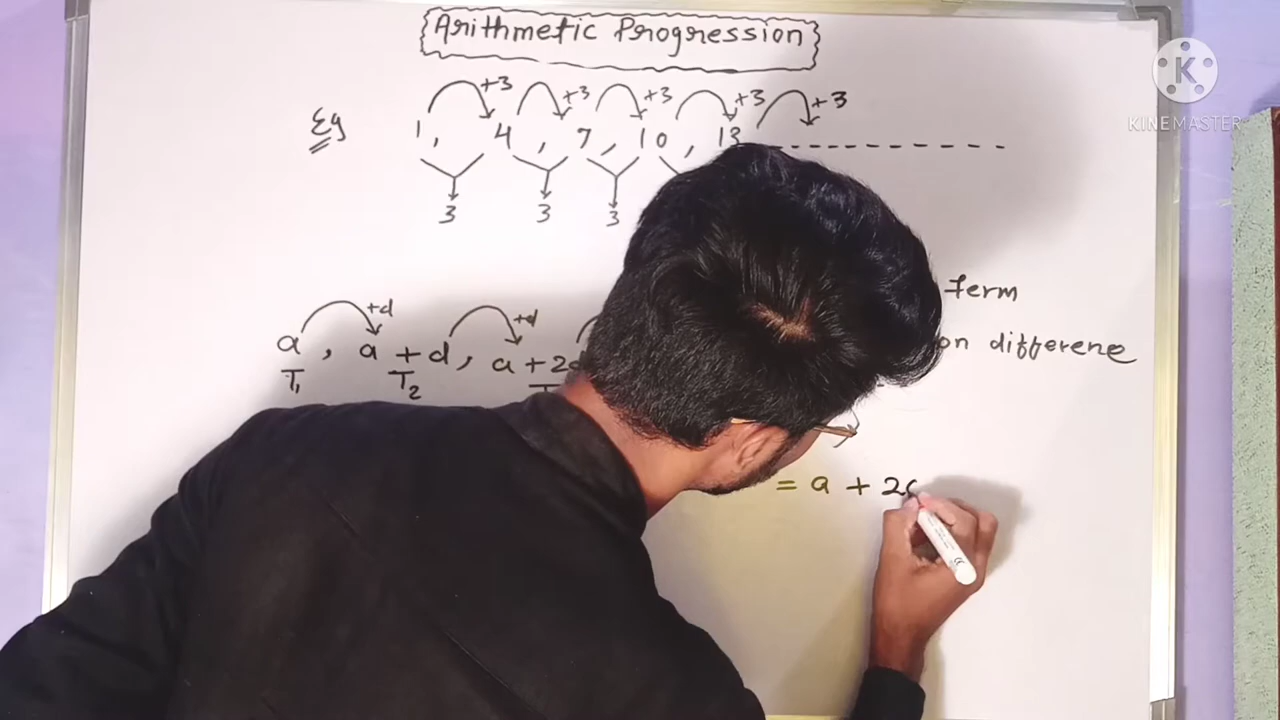 Arithmetic Progression
+3 +3 +3 +3 +3
Eg 1, 4, 7, 10, 13 ----------
3 3 3
Term
+d +d
a, a + d, a + 2d
on differene
T1 T2 T
= a + 2d
K
KINEMASTER